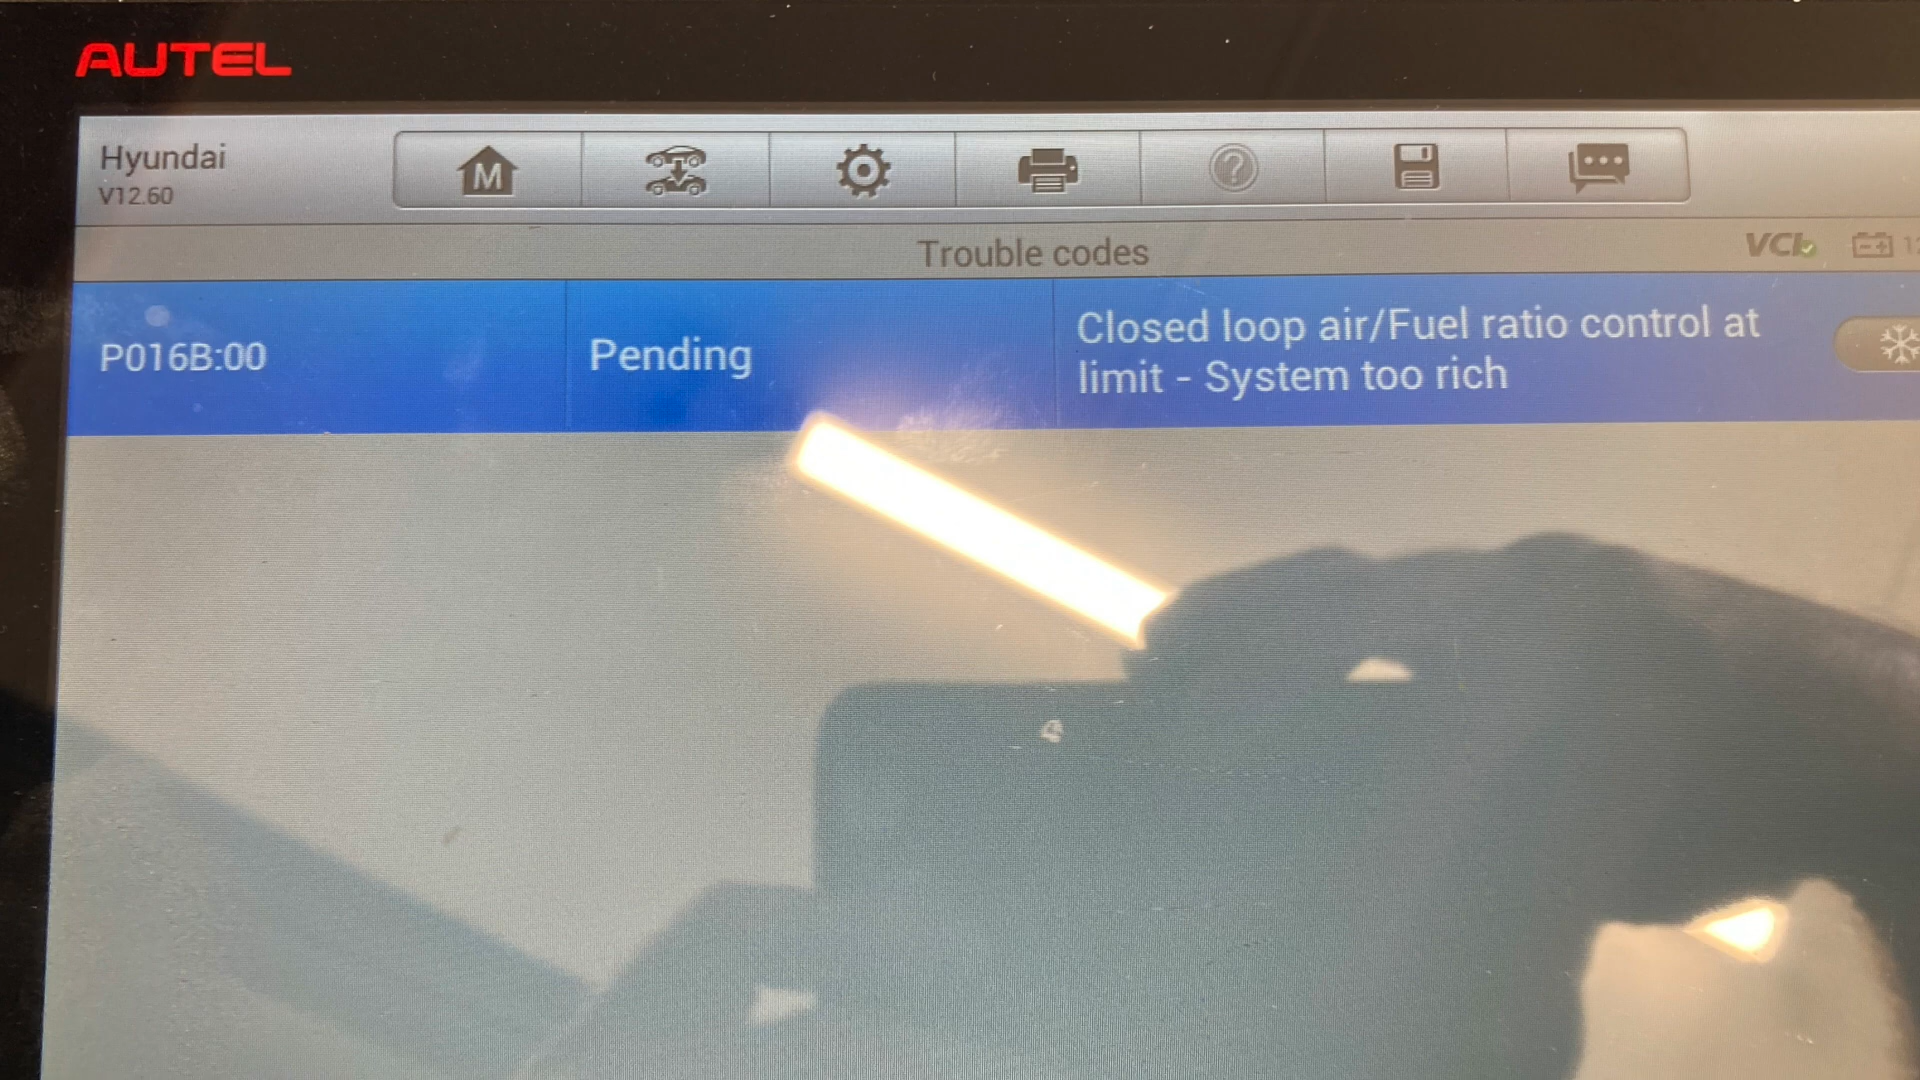 AUTEL
Hyundai
V12.60
M
?
Trouble codes
VCI
P016B:00
Pending
Closed loop air/Fuel ratio control at
limit - System too rich